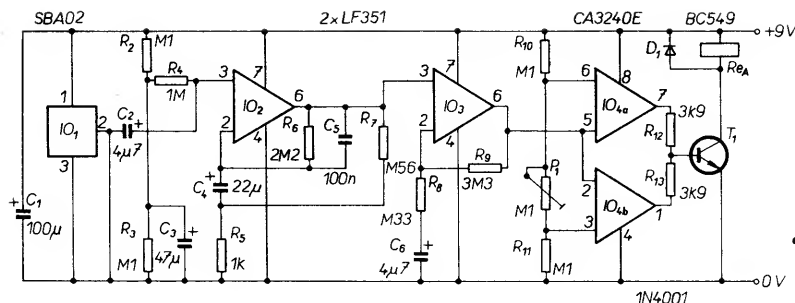 SBA02 2xLF351 CA3240E BC549
+9V
R2 M1
R4 1M
1
IO1
2
3
C2 + 4µ7
3
2
7
IO2
4
6
R6 2M2
C5 100n
R7 M56
+ C4 22µ
R5 1k
C1 + 100µ
R3 M1
C3 + 47µ
3
2
7
IO3
4
6
R9 3M3
R8 M33
C6 + 4µ7
R10 M1
P1 M1
R11 M1
6
5
8
IO4a
7
2
3
IO4b
4
1
R12 3k9
R13 3k9
D1
ReA
T1
0V
1N4001